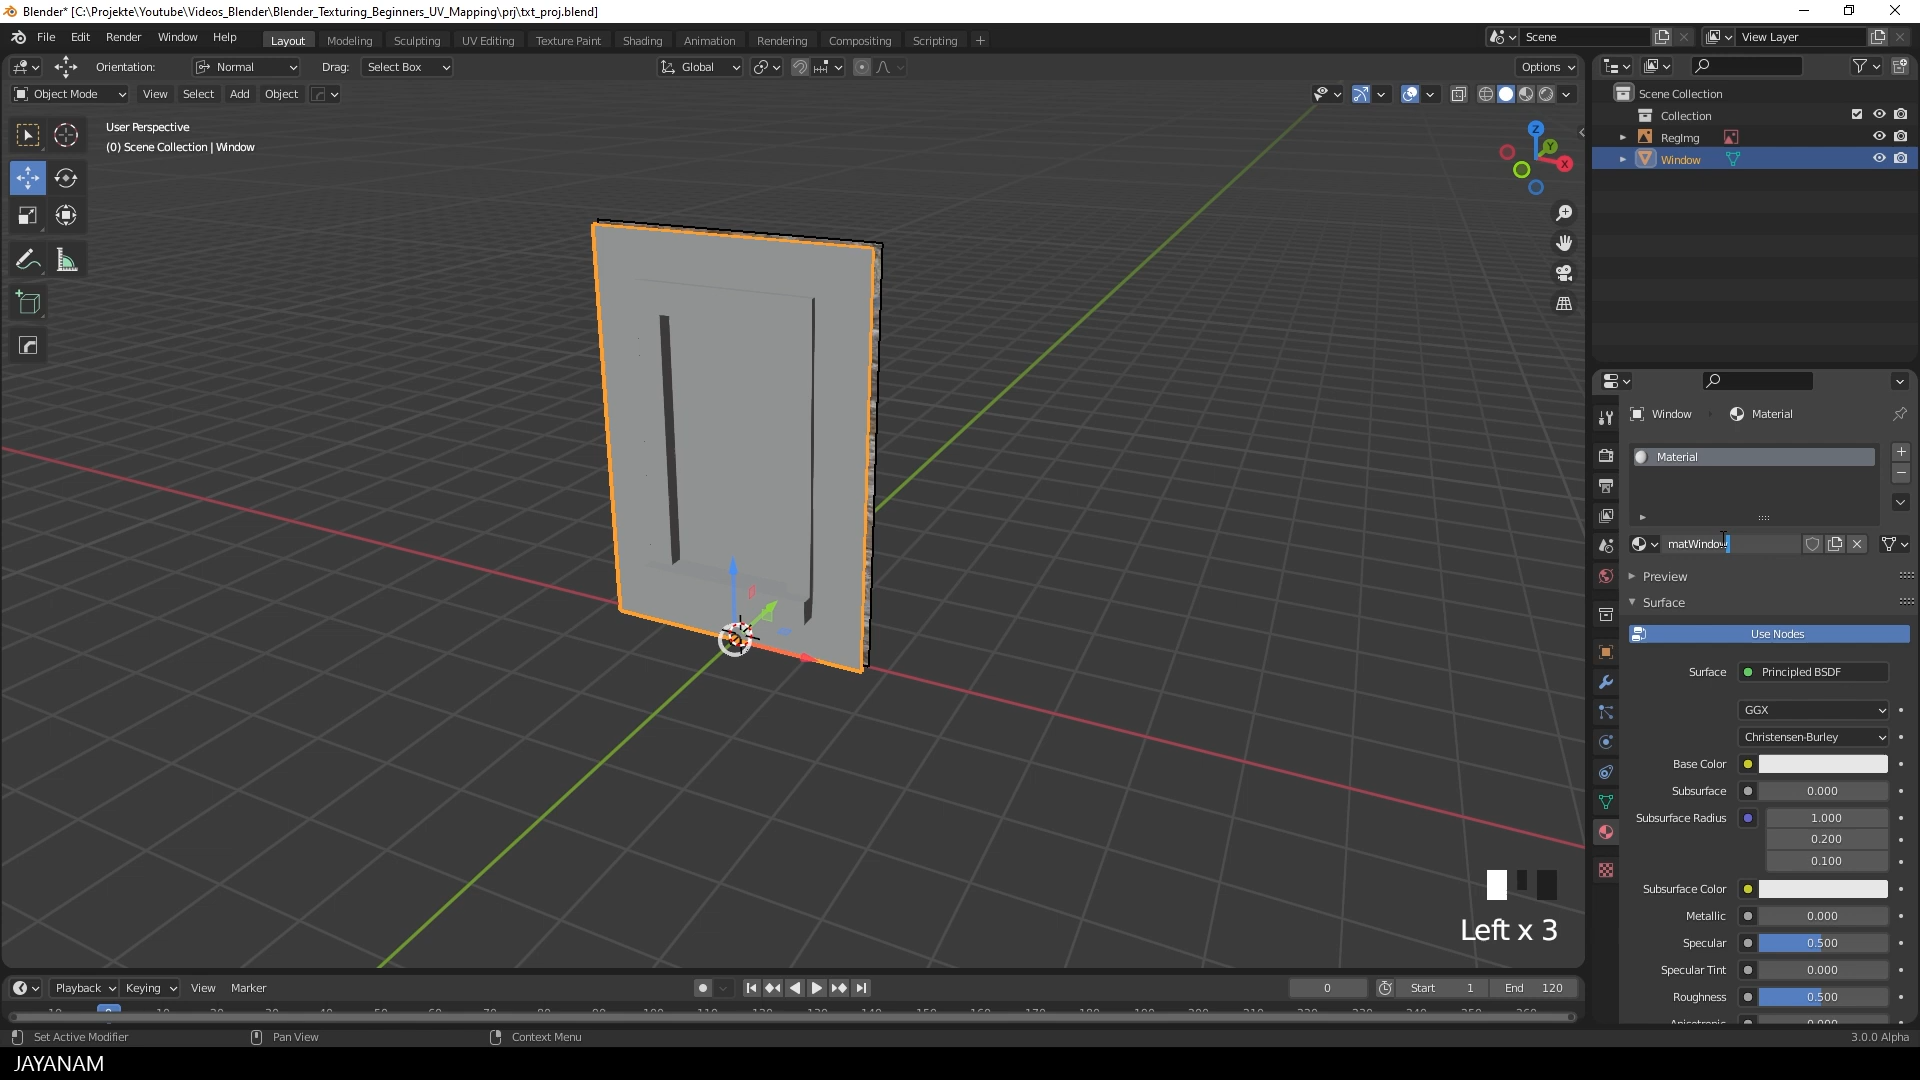 Blender* [C:\Projekte\Youtube\Videos_Blender\Blender_Texturing_Beginners_UV_Mapping\prj\txt_proj.blend]
File Edit Render Window Help Layout Modeling Sculpting UV Editing Texture Paint Shading Animation Rendering Compositing Scripting + Scene View Layer
Orientation: Normal Drag: Select Box Global Options
Object Mode View Select Add Object
User Perspective
(0) Scene Collection | Window
Z
Y
X
Scene Collection
Collection
RegImg
Window
Window Material
Material
matWindow
Preview
Surface
Use Nodes
Surface Principled BSDF
GGX
Christensen-Burley
Base Color
Subsurface 0.000
Subsurface Radius 1.000
0.200
0.100
Subsurface Color
Metallic 0.000
Specular 0.500
Specular Tint 0.000
Roughness 0.500
Left x 3
Playback Keying View Marker 0 Start 1 End 120
Set Active Modifier Pan View Context Menu 3.0.0 Alpha
JAYANAM